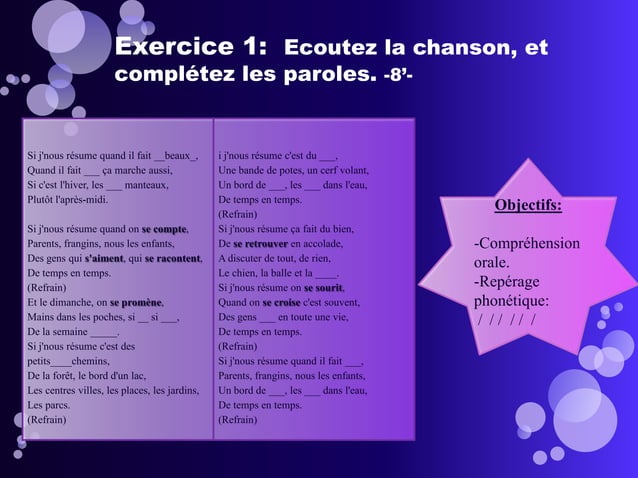 Exercice 1: Ecoutez la chanson, et
complétez les paroles. -8’-
Si j'nous résume quand il fait __beaux_,
Quand il fait ___ ça marche aussi,
Si c'est l'hiver, les ___ manteaux,
Plutôt l'après-midi.
Si j'nous résume quand on se compte,
Parents, frangins, nous les enfants,
Des gens qui s'aiment, qui se racontent,
De temps en temps.
(Refrain)
Et le dimanche, on se promène,
Mains dans les poches, si __ si ___,
De la semaine _____.
Si j'nous résume c'est des
petits____chemins,
De la forêt, le bord d'un lac,
Les centres villes, les places, les jardins,
Les parcs.
(Refrain)
i j'nous résume c'est du ___,
Une bande de potes, un cerf volant,
Un bord de ___, les ___ dans l'eau,
De temps en temps.
(Refrain)
Si j'nous résume ça fait du bien,
De se retrouver en accolade,
A discuter de tout, de rien,
Le chien, la balle et la ____.
Si j'nous résume on se sourit,
Quand on se croise c'est souvent,
Des gens ___ en toute une vie,
De temps en temps.
(Refrain)
Si j'nous résume quand il fait ___,
Parents, frangins, nous les enfants,
Un bord de ___, les ___ dans l'eau,
De temps en temps.
(Refrain)
Objectifs:
-Compréhension
orale.
-Repérage
phonétique:
/ / / / / /